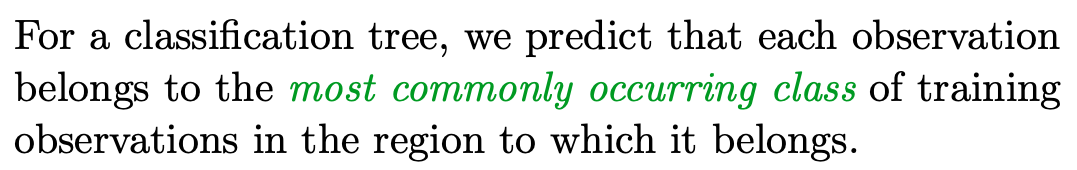 For a classification tree, we predict that each observation
belongs to the most commonly occurring class of training
observations in the region to which it belongs.